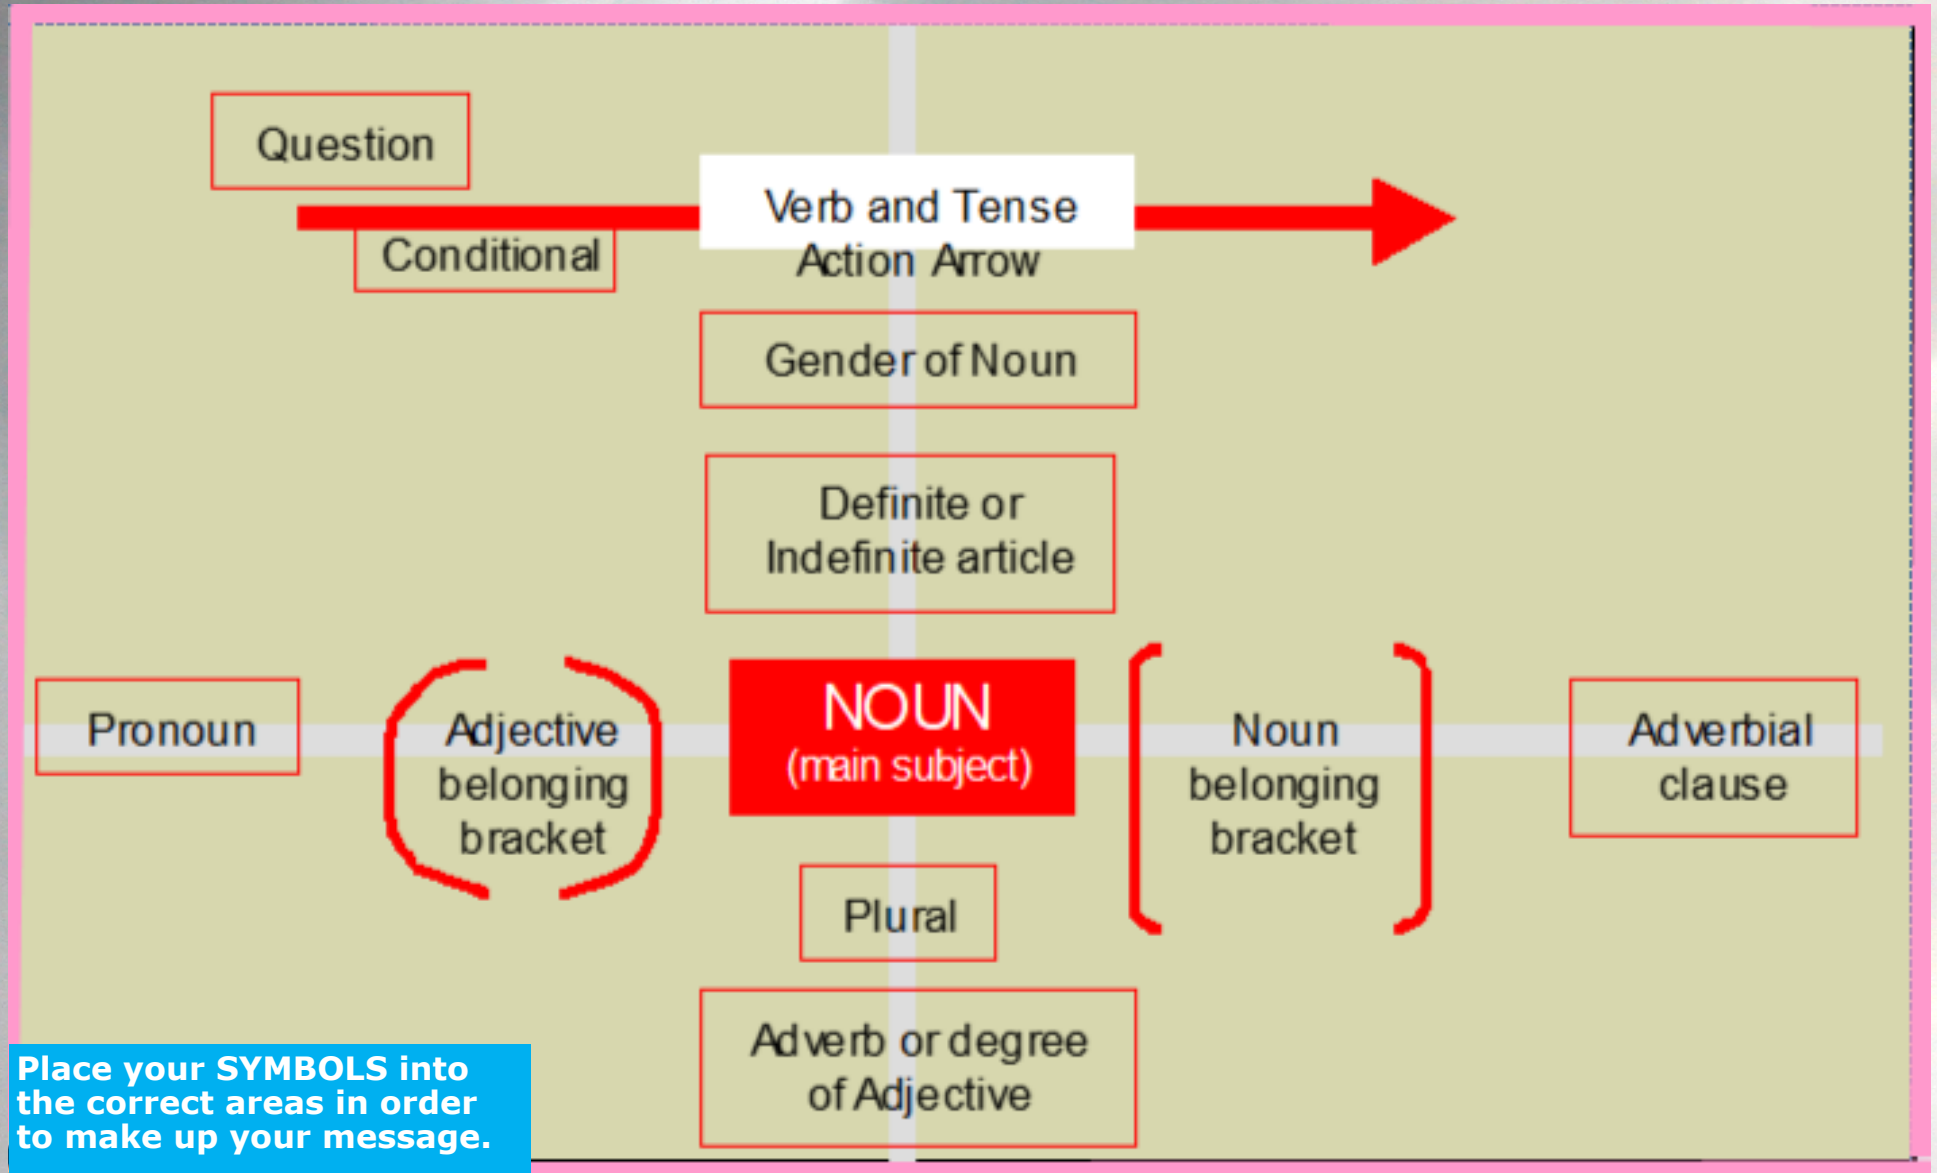 Question
Verb and Tense
Action Arrow
Conditional
Gender of Noun
Definite or
Indefinite article
Pronoun
Adjective
belonging
bracket
NOUN
(main subject)
Noun
belonging
bracket
Adverbial
clause
Plural
Adverb or degree
of Adjective
Place your SYMBOLS into
the correct areas in order
to make up your message.